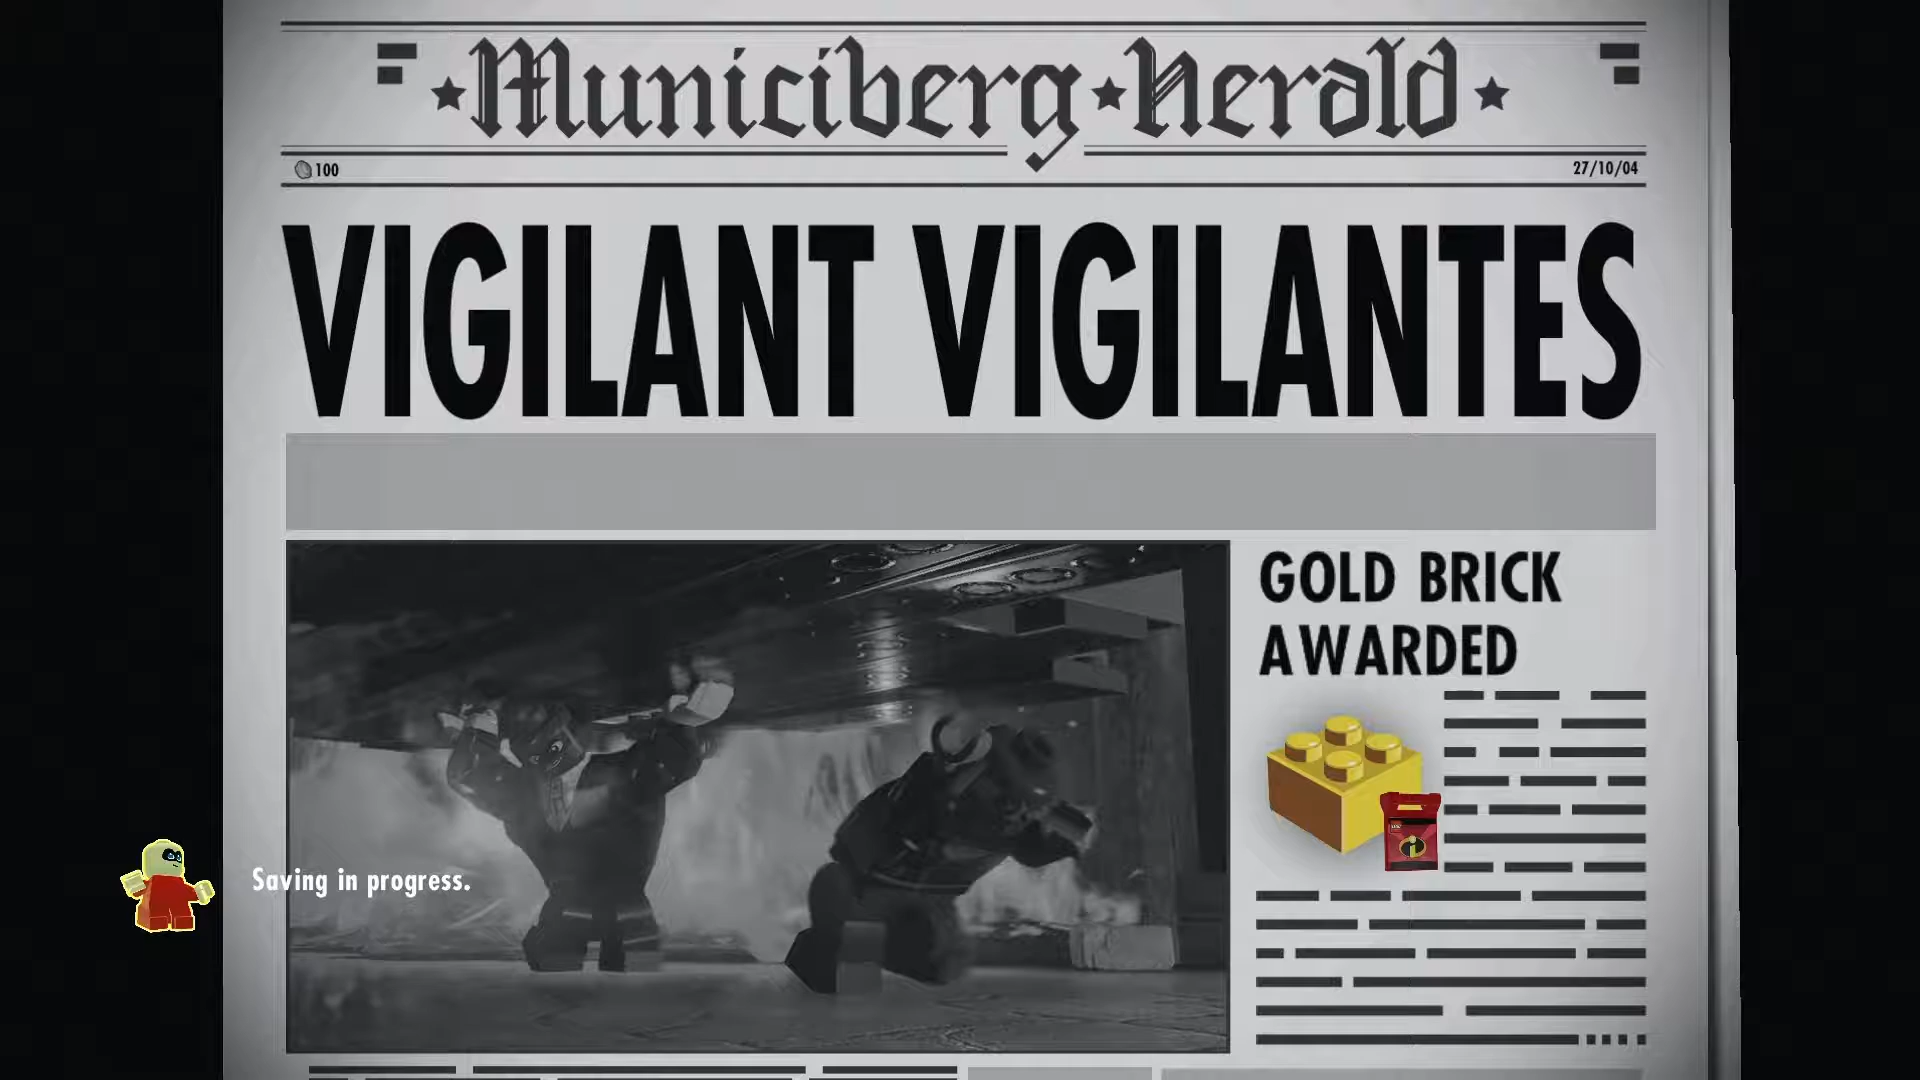 Municiberg Herald
100
27/10/04
VIGILANT VIGILANTES
GOLD BRICK
AWARDED
Saving in progress.